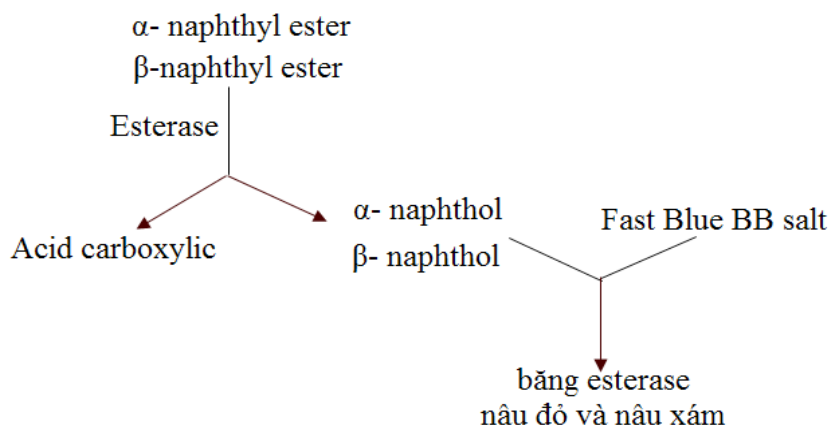 α- naphthyl ester
β-naphthyl ester
Esterase
Acid carboxylic
α- naphthol
β- naphthol
Fast Blue BB salt
băng esterase
nâu đỏ và nâu xám